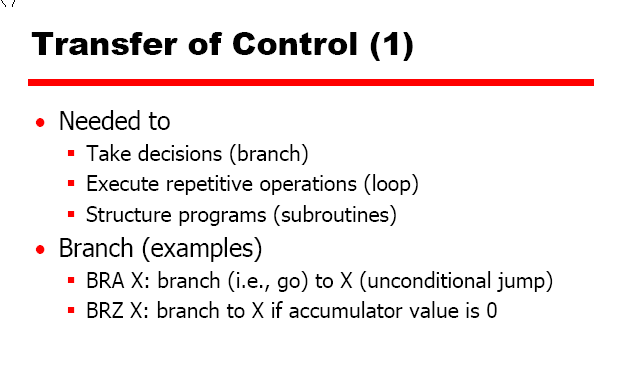 Transfer of Control (1)
• Needed to
▪ Take decisions (branch)
▪ Execute repetitive operations (loop)
▪ Structure programs (subroutines)
• Branch (examples)
▪ BRA X: branch (i.e., go) to X (unconditional jump)
▪ BRZ X: branch to X if accumulator value is 0